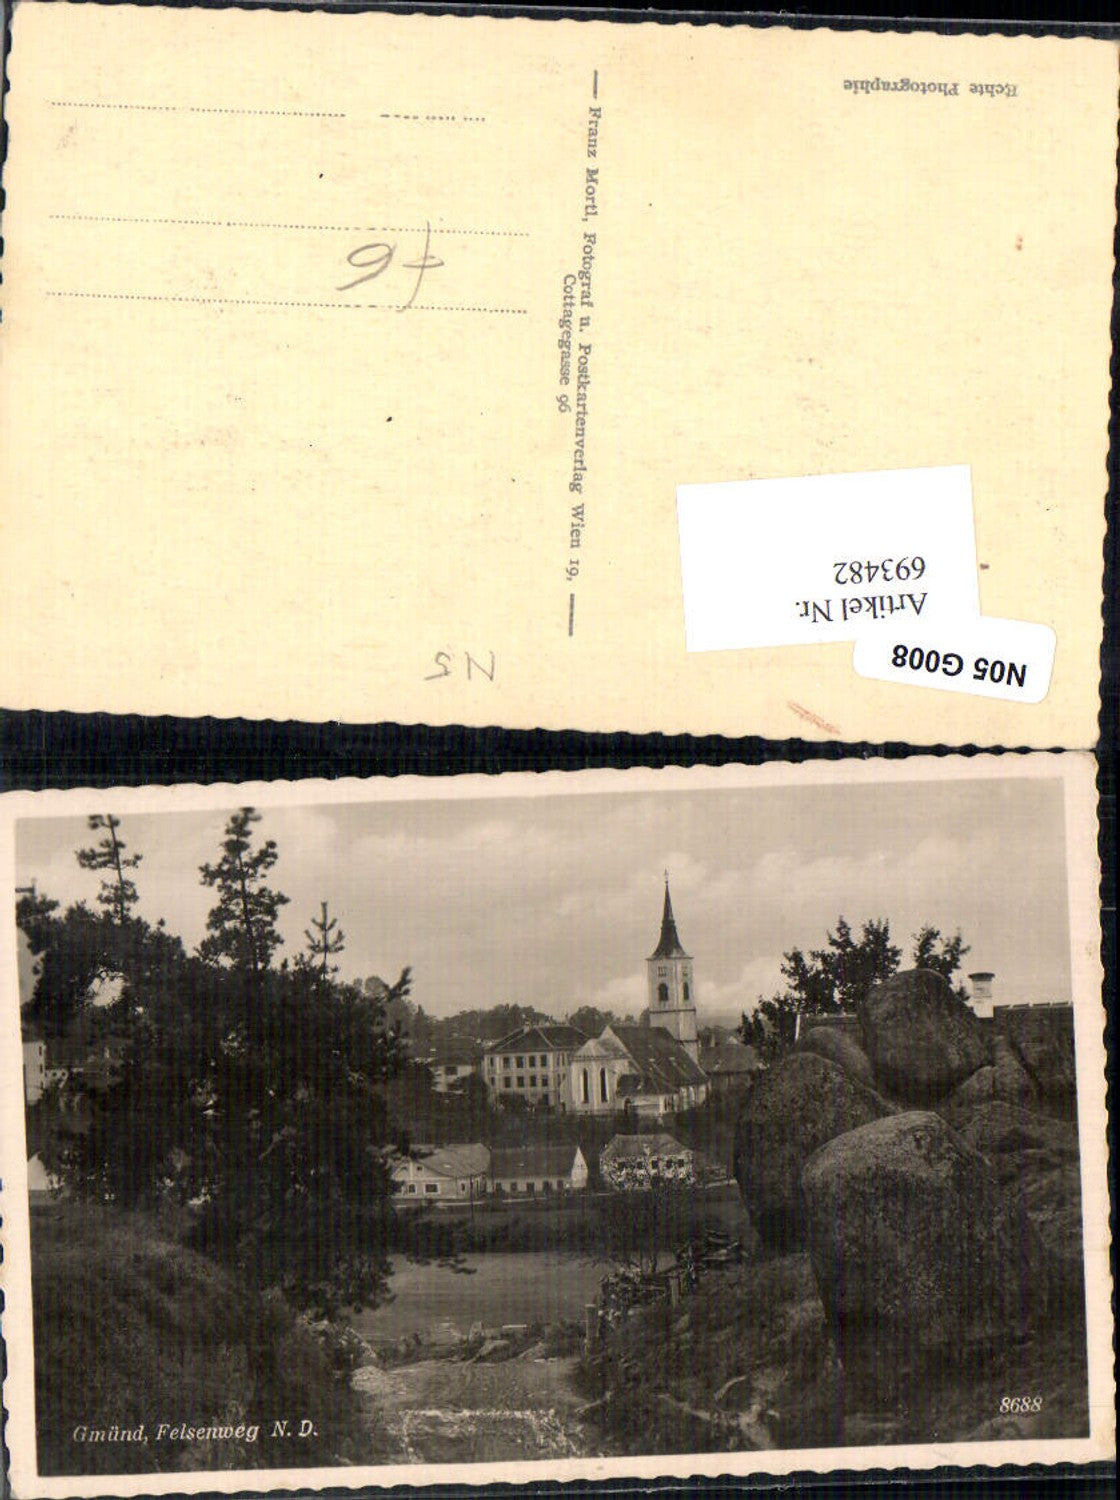 Echte Photographie
Franz Mortl, Fotograf u. Postkartenverlag Wien 19,
Cottagegasse 96
f6
Artikel Nr.
693482
N05 G008
N5
Gmünd, Felsenweg N. D.
8688